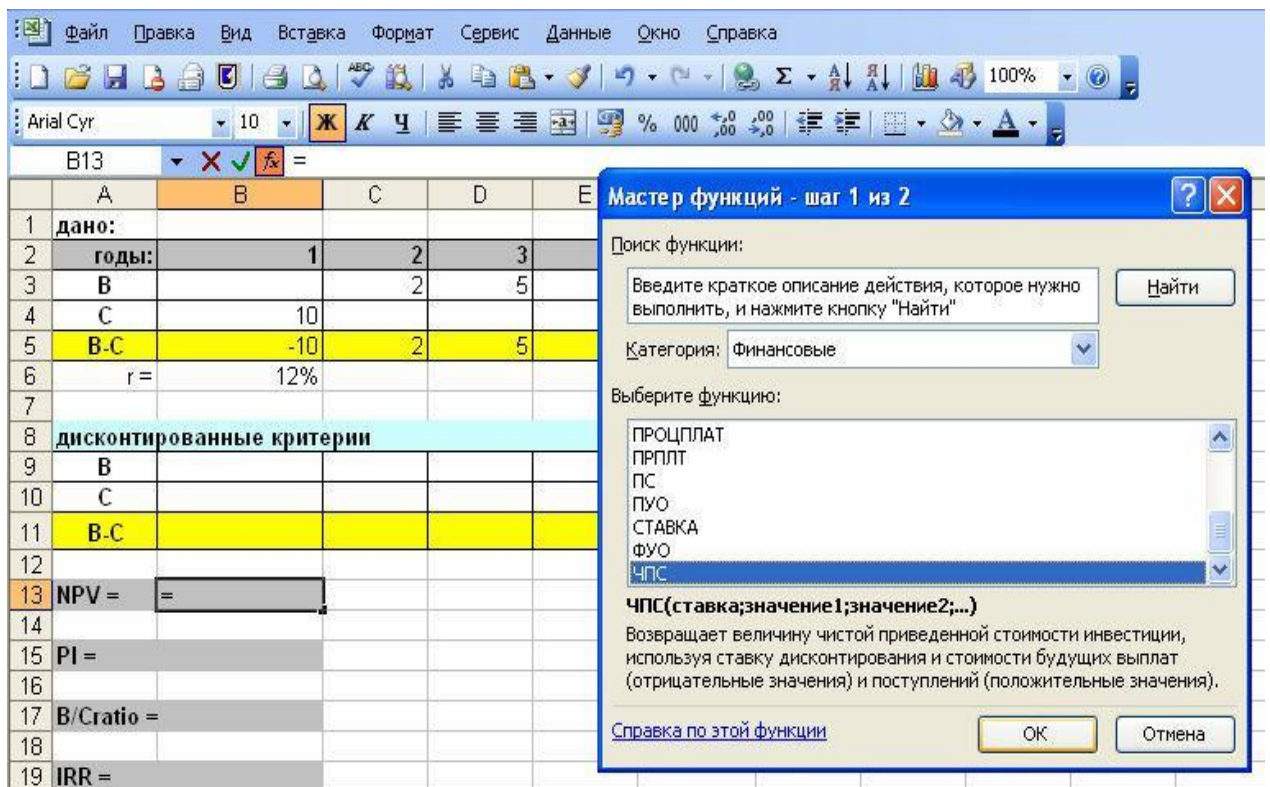 Файл Правка Вид Вставка Формат Сервис Данные Окно Справка
100%
Arial Cyr 10 Ж К Ч % 000
B13 fx =
A B C D E
1 дано:
2 годы: 1 2 3
3 B 2 5
4 C 10
5 B-C -10 2 5
6 r = 12%
7
8 дисконтированные критерии
9 B
10 C
11 B-C
12
13 NPV = =
14
15 PI =
16
17 B/Cratio =
18
19 IRR =
Мастер функций - шаг 1 из 2
Поиск функции:
Введите краткое описание действия, которое нужно
выполнить, и нажмите кнопку "Найти"
Найти
Категория: Финансовые
Выберите функцию:
ПРОЦПЛАТ
ПРПЛТ
ПС
ПУО
СТАВКА
ФУО
ЧПС
ЧПС(ставка;значение1;значение2;...)
Возвращает величину чистой приведенной стоимости инвестиции,
используя ставку дисконтирования и стоимости будущих выплат
(отрицательные значения) и поступлений (положительные значения).
Справка по этой функции
ОК Отмена